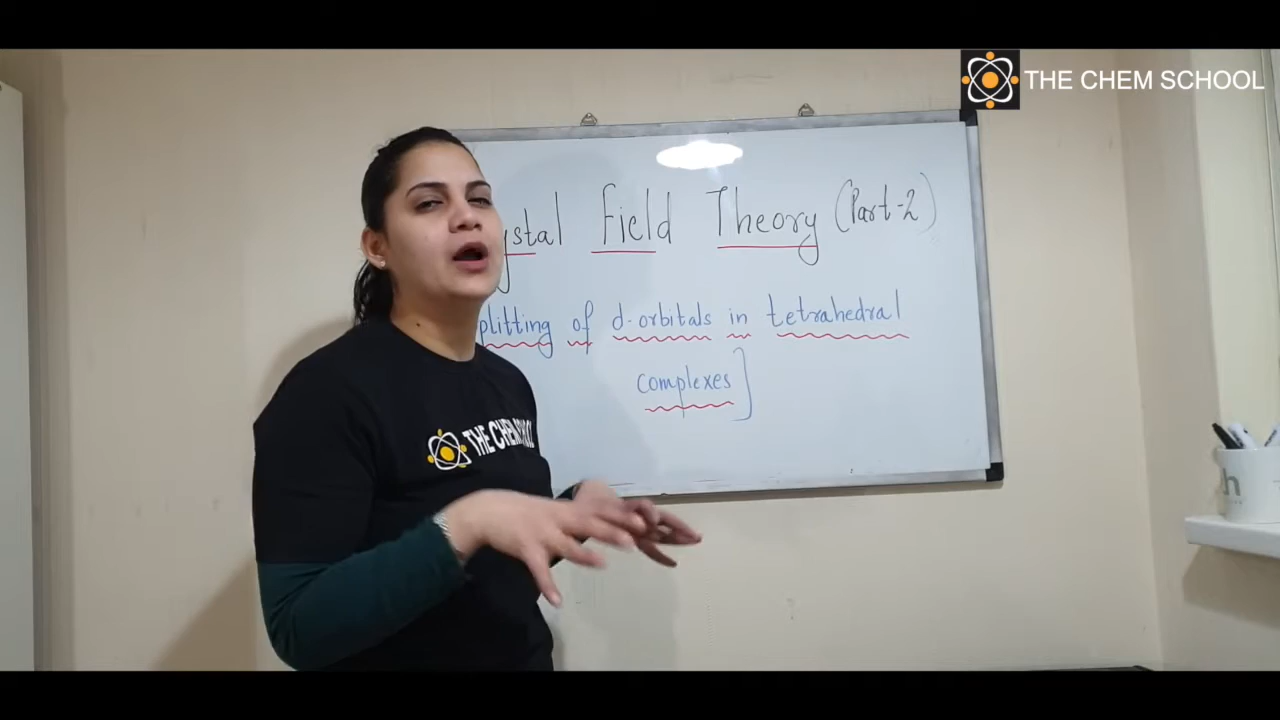 THE CHEM SCHOOL
ystal Field Theory (Part-2)
plitting of d-orbitals in tetrahedral
complexes]
THE CHEM